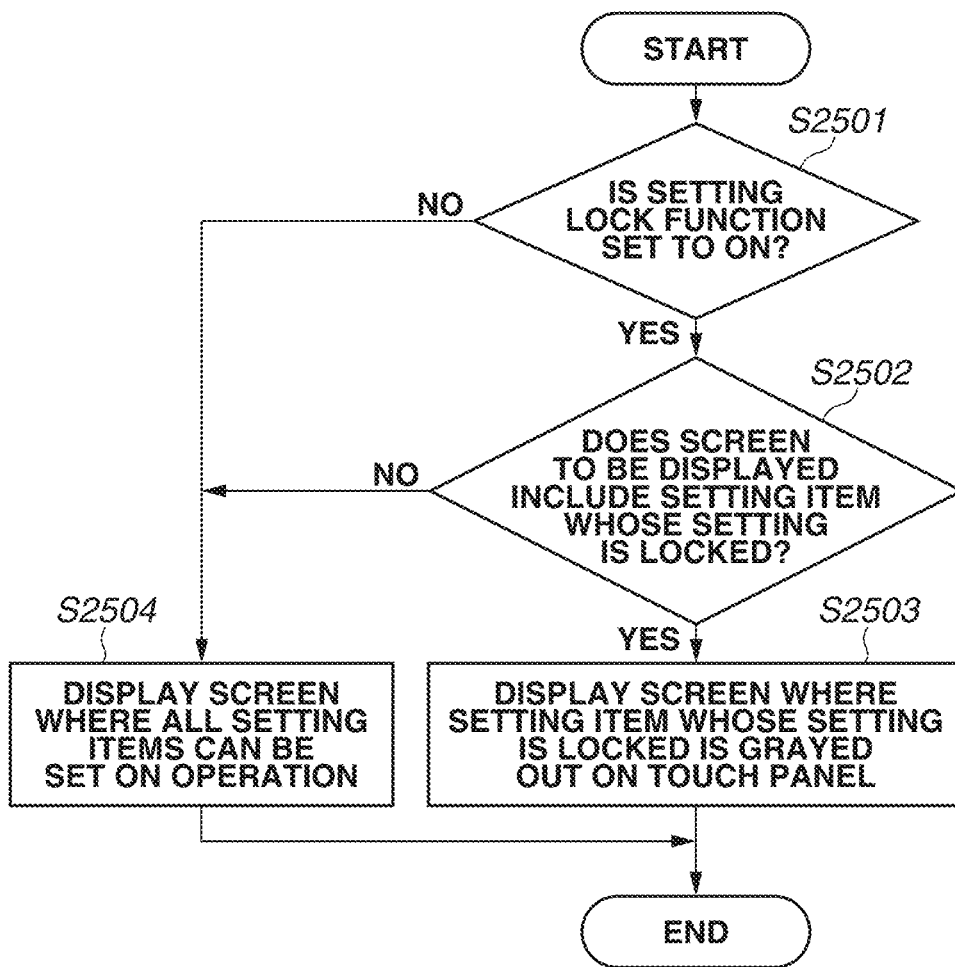 START
S2501
IS SETTING
LOCK FUNCTION
SET TO ON?
NO
YES
S2502
DOES SCREEN
TO BE DISPLAYED
INCLUDE SETTING ITEM
WHOSE SETTING
IS LOCKED?
NO
YES
S2504
DISPLAY SCREEN
WHERE ALL SETTING
ITEMS CAN BE
SET ON OPERATION
S2503
DISPLAY SCREEN WHERE
SETTING ITEM WHOSE SETTING
IS LOCKED IS GRAYED
OUT ON TOUCH PANEL
END